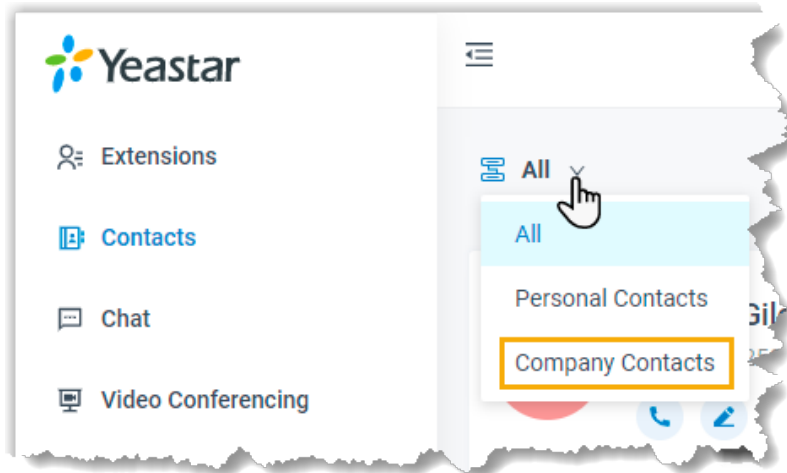 Yeastar
Extensions
All
Contacts
All
Chat
Personal Contacts
Company Contacts
Video Conferencing